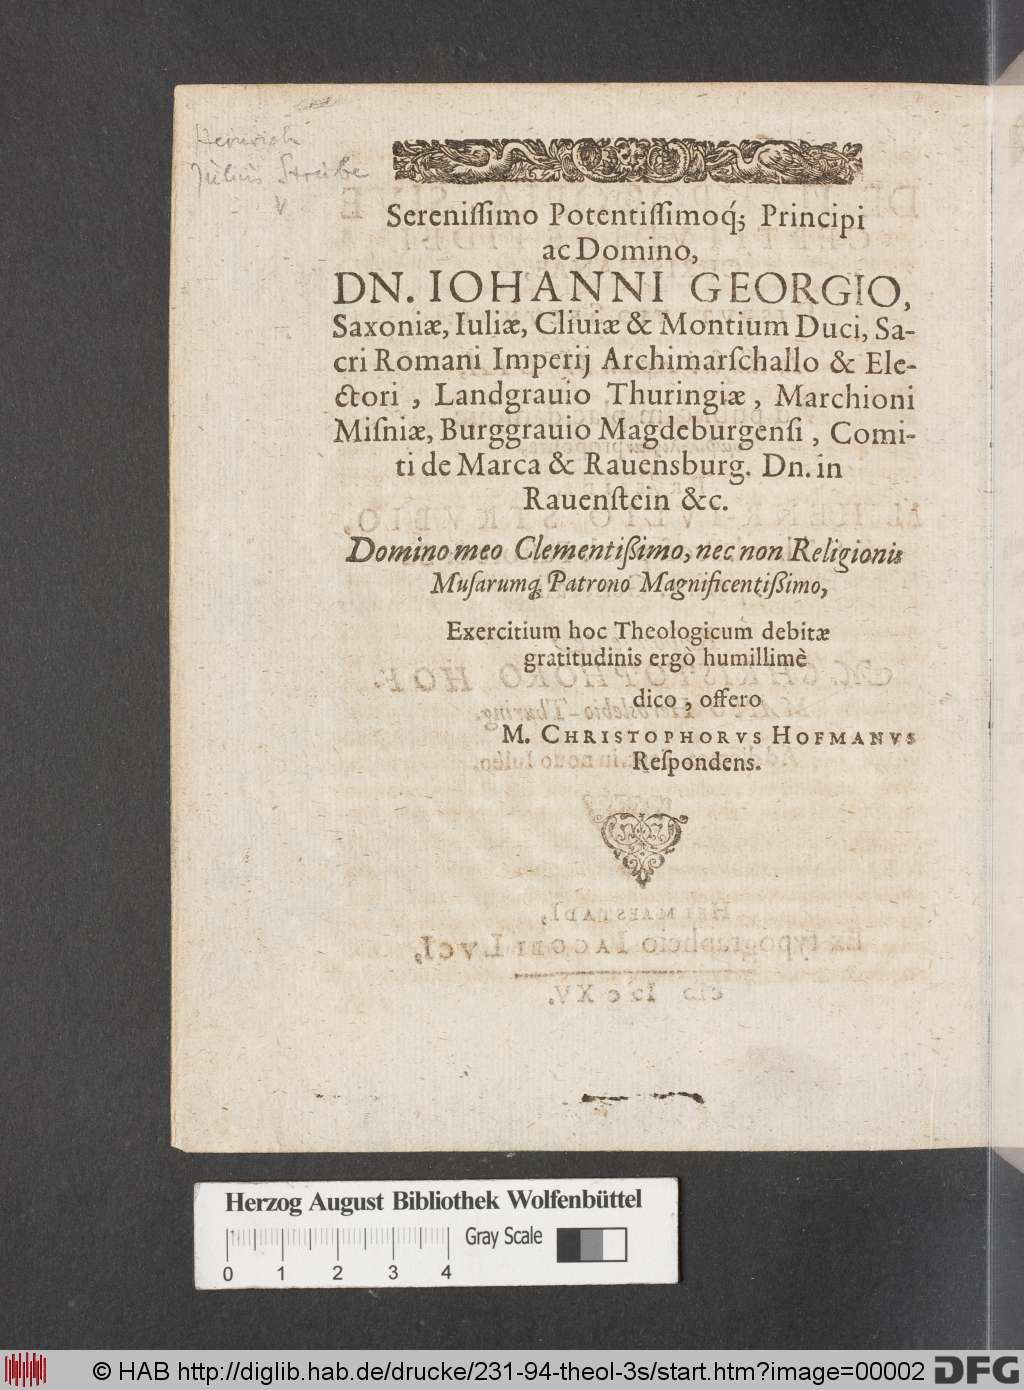 Heinrich
Julius Strube
Sereniſſimo Potentiſſimoq́; Principi
ac Domino,
DN. IOHANNI GEORGIO,
Saxoniæ, Iuliæ, Cliuiæ & Montium Duci, Sa-
cri Romani Imperij Archimarſchallo & Ele-
ctori, Landgrauio Thuringiæ, Marchioni
Miſniæ, Burggrauio Magdeburgenſi, Comi-
ti de Marca & Rauensburg. Dn. in
Rauenſtein &c.
Domino meo Clementißimo, nec non Religionis
Muſarumq; Patrono Magnificentißimo,
Exercitium hoc Theologicum debitæ
gratitudinis ergò humillimè
dico, offero
M. CHRISTOPHORVS HOFMANVS
Reſpondens.
Herzog August Bibliothek Wolfenbüttel
Gray Scale
0 1 2 3 4
© HAB http://diglib.hab.de/drucke/231-94-theol-3s/start.htm?image=00002 DFG